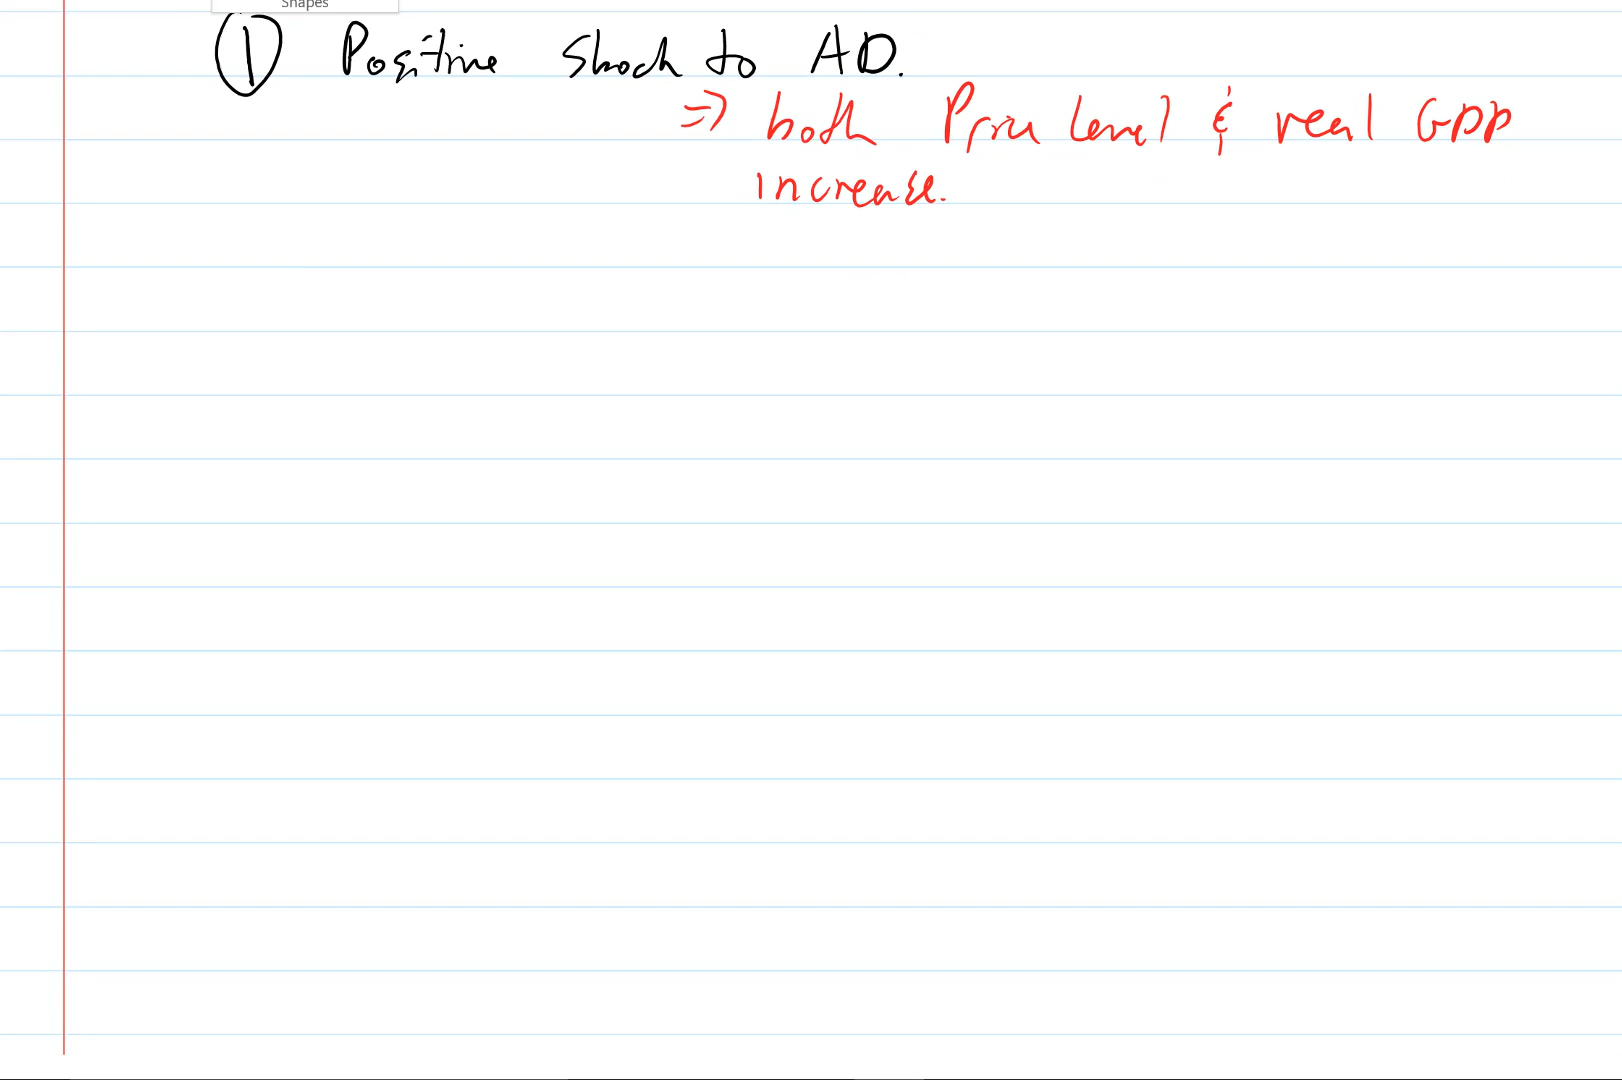 Shapes
① Positive Shock to AD.
⇒ both Price level & real GDP
increase.